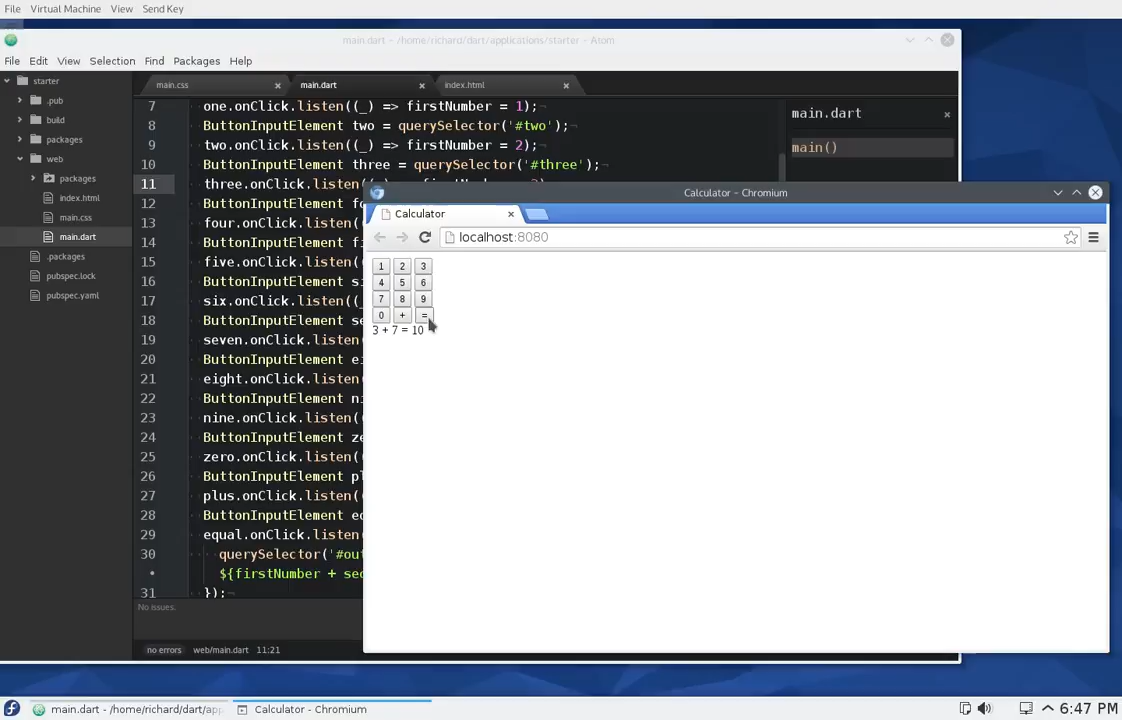 File Virtual Machine View Send Key
main.dart - /home/richard/dart/applications/starter - Atom
File Edit View Selection Find Packages Help
starter
.pub
build
packages
web
packages
index.html
main.css
main.dart
.packages
pubspec.lock
pubspec.yaml
main.css main.dart index.html
7 one.onClick.listen((_) => firstNumber = 1);
8 ButtonInputElement two = querySelector('#two');
9 two.onClick.listen((_) => firstNumber = 2);
10 ButtonInputElement three = querySelector('#three');
11 three.onClick.listen(
12 ButtonInputElement fo
13 four.onClick.listen(
14 ButtonInputElement fi
15 five.onClick.listen(
16 ButtonInputElement si
17 six.onClick.listen((_
18 ButtonInputElement se
19 seven.onClick.listen
20 ButtonInputElement ei
21 eight.onClick.listen
22 ButtonInputElement ni
23 nine.onClick.listen(
24 ButtonInputElement ze
25 zero.onClick.listen(
26 ButtonInputElement pl
27 plus.onClick.listen(
28 ButtonInputElement eq
29 equal.onClick.listen
30 querySelector('#out
• ${firstNumber + sec
31 });
main.dart
main()
No issues.
no errors web/main.dart 11:21
Calculator - Chromium
Calculator
localhost:8080
1 2 3
4 5 6
7 8 9
0 + =
3 + 7 = 10
main.dart - /home/richard/dart/app
Calculator - Chromium
6:47 PM